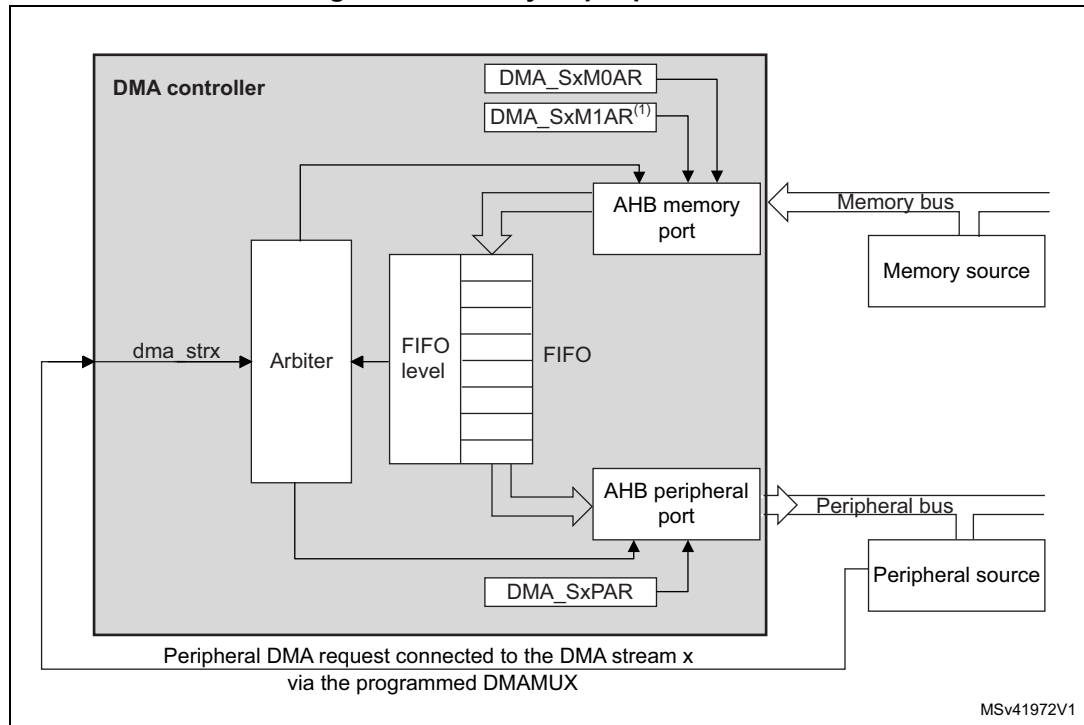 DMA controller
DMA_SxM0AR
DMA_SxM1AR(1)
AHB memory
port
Memory bus
Memory source
dma_strx
Arbiter
FIFO
level
FIFO
AHB peripheral
port
Peripheral bus
Peripheral source
DMA_SxPAR
Peripheral DMA request connected to the DMA stream x
via the programmed DMAMUX
MSv41972V1